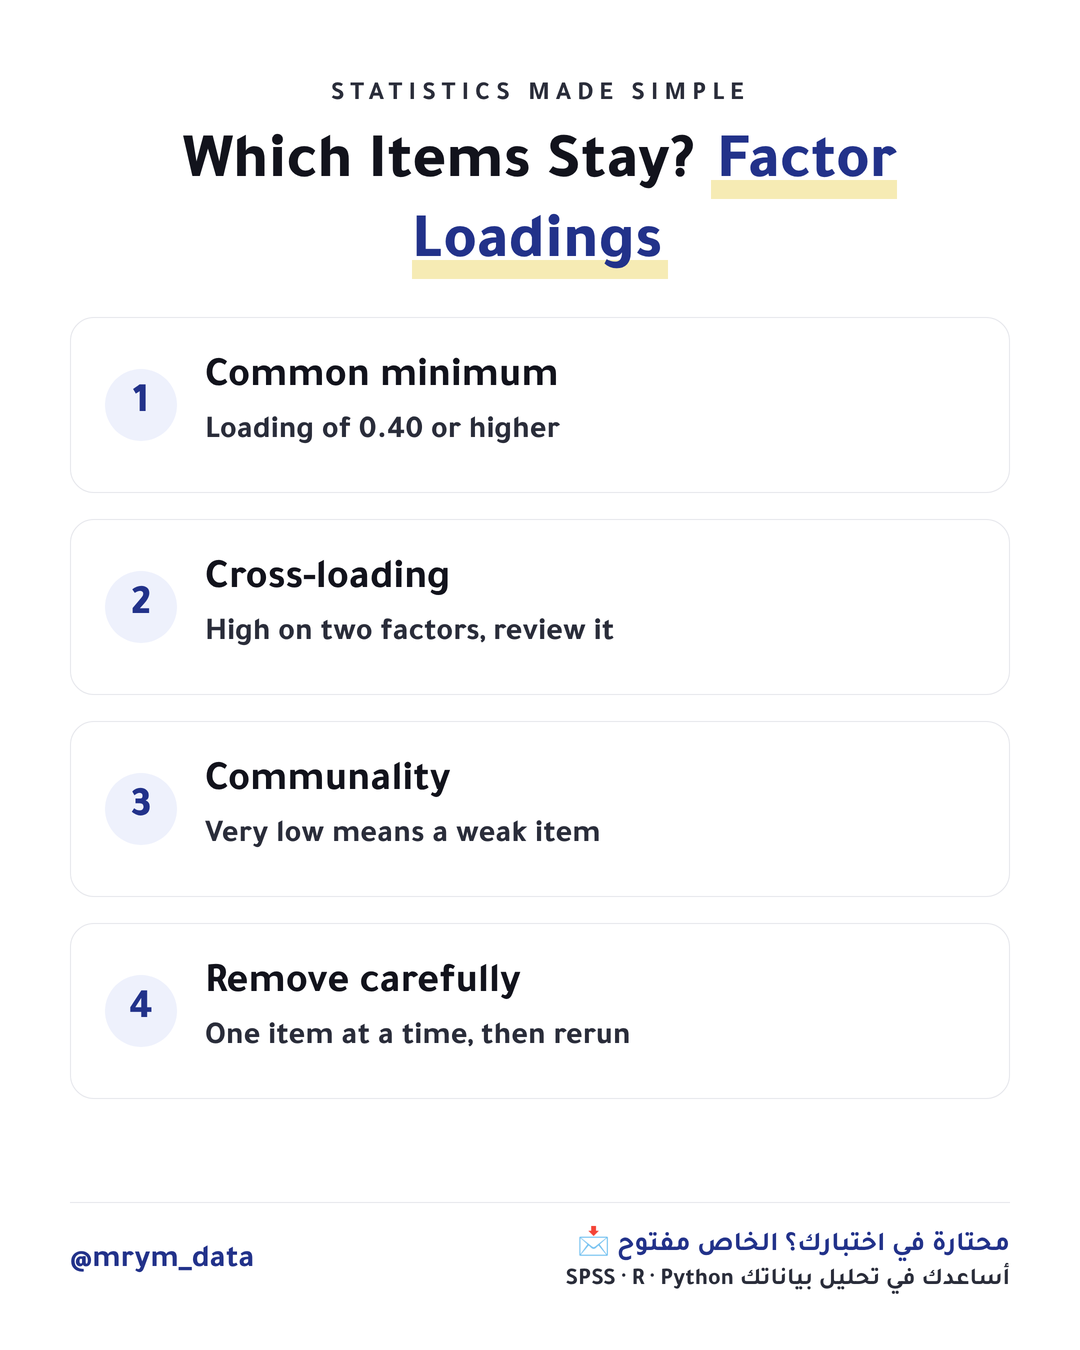 STATISTICS MADE SIMPLE
Which Items Stay? Factor
Loadings
1
Common minimum
Loading of 0.40 or higher
2
Cross-loading
High on two factors, review it
3
Communality
Very low means a weak item
4
Remove carefully
One item at a time, then rerun
@mrym_data
محتارة في اختبارك؟ الخاص مفتوح 📩
أساعدك في تحليل بياناتك SPSS · R · Python